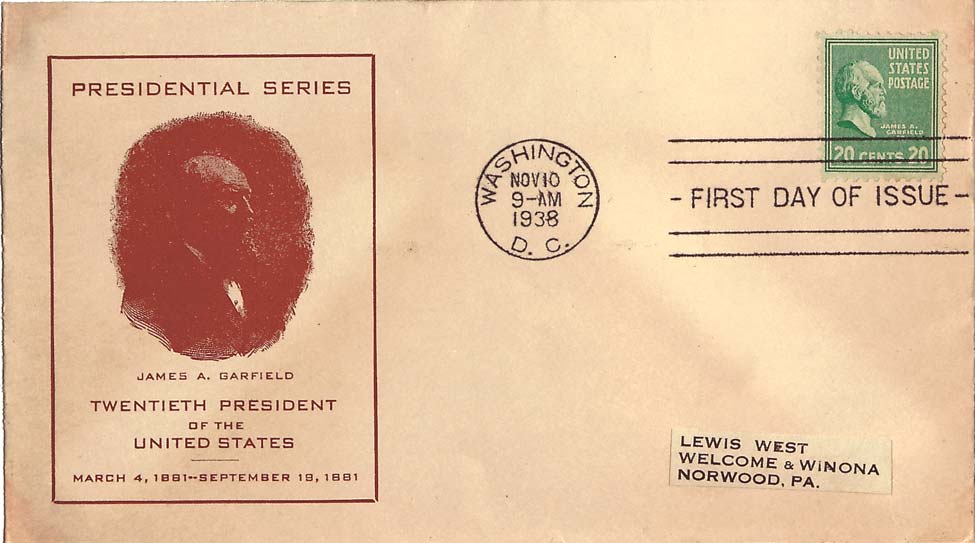 PRESIDENTIAL SERIES
JAMES A. GARFIELD
TWENTIETH PRESIDENT
OF THE
UNITED STATES
MARCH 4, 1881--SEPTEMBER 19, 1881
WASHINGTON
NOV 10
9-AM
1938
D. C.
UNITED
STATES
POSTAGE
JAMES A.
GARFIELD
20 CENTS 20
- FIRST DAY OF ISSUE -
LEWIS WEST
WELCOME & WINONA
NORWOOD, PA.